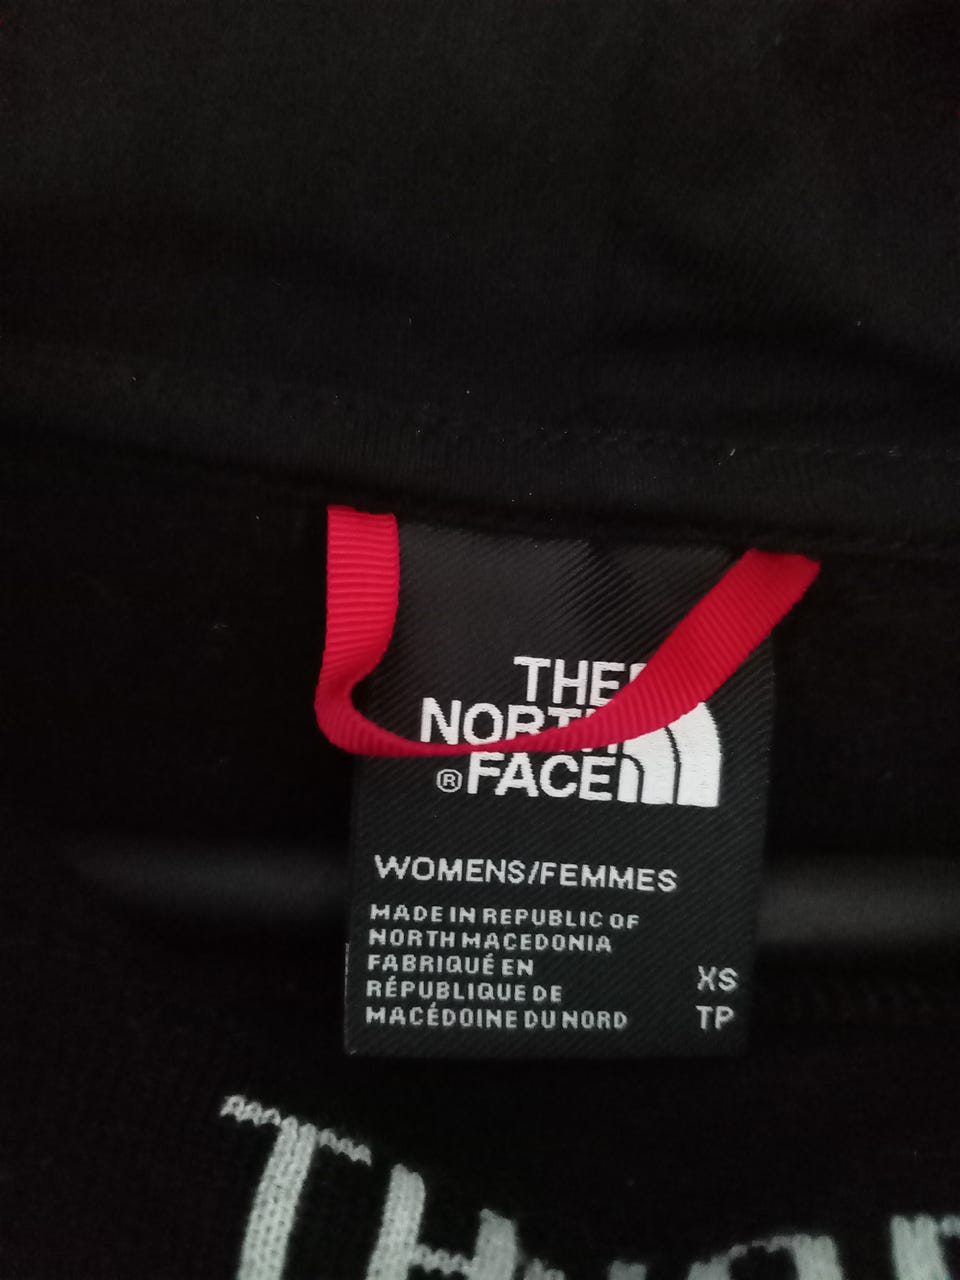 THE
NORTH
® FACE
WOMENS/FEMMES
MADE IN REPUBLIC OF
NORTH MACEDONIA
FABRIQUÉ EN
RÉPUBLIQUE DE
MACÉDOINE DU NORD
XS
TP